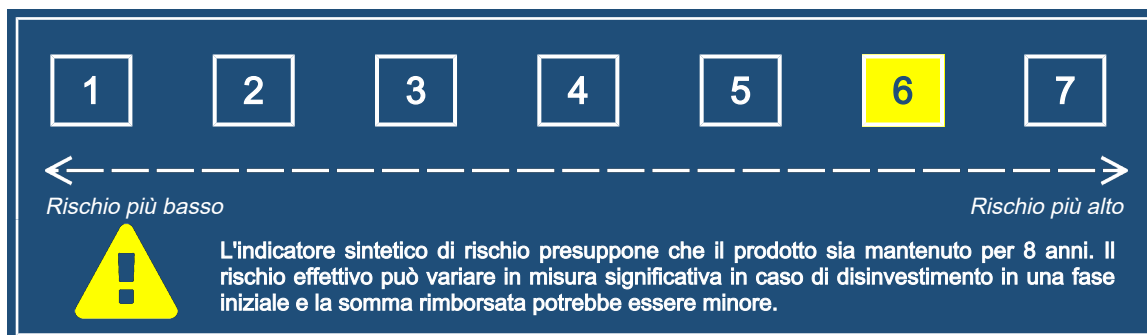 1 2 3 4 5 6 7
Rischio più basso Rischio più alto
L'indicatore sintetico di rischio presuppone che il prodotto sia mantenuto per 8 anni. Il
rischio effettivo può variare in misura significativa in caso di disinvestimento in una fase
iniziale e la somma rimborsata potrebbe essere minore.